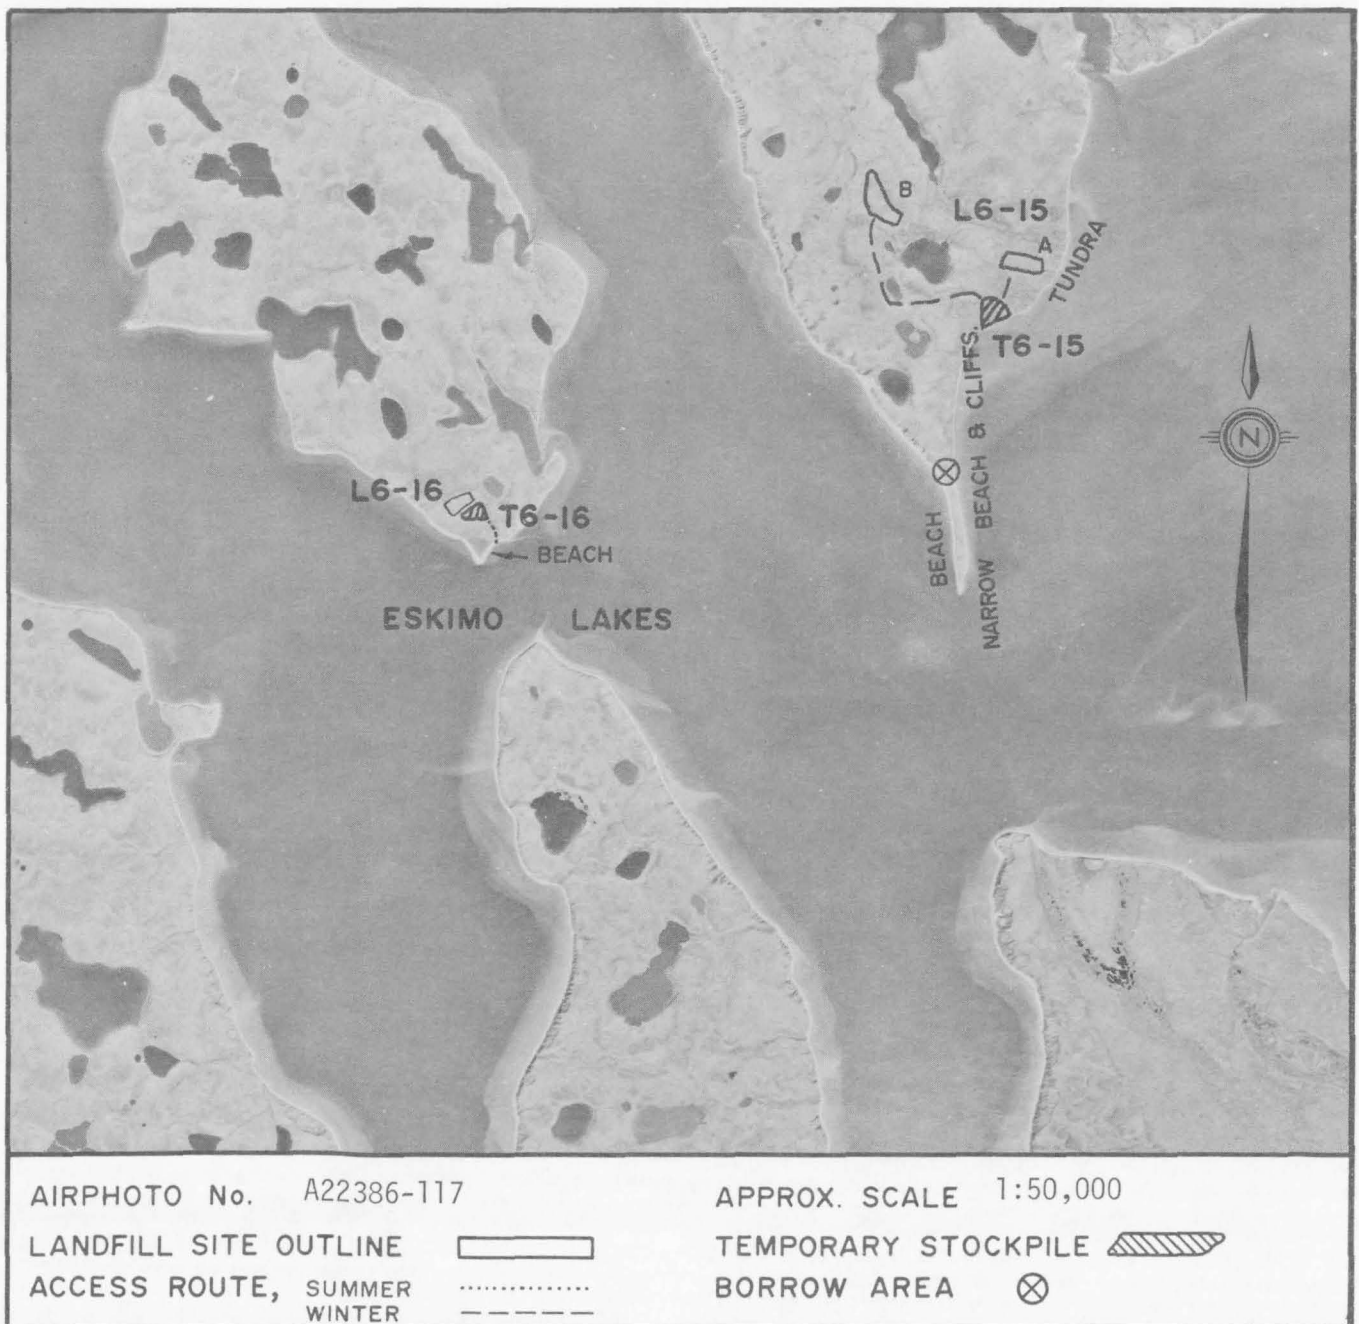 B
L6-15
A
TUNDRA
T6-15
NARROW BEACH & CLIFFS.
BEACH
N
L6-16
T6-16
BEACH
ESKIMO LAKES
AIRPHOTO No. A22386-117
APPROX. SCALE 1:50,000
LANDFILL SITE OUTLINE
TEMPORARY STOCKPILE
ACCESS ROUTE, SUMMER
WINTER
BORROW AREA